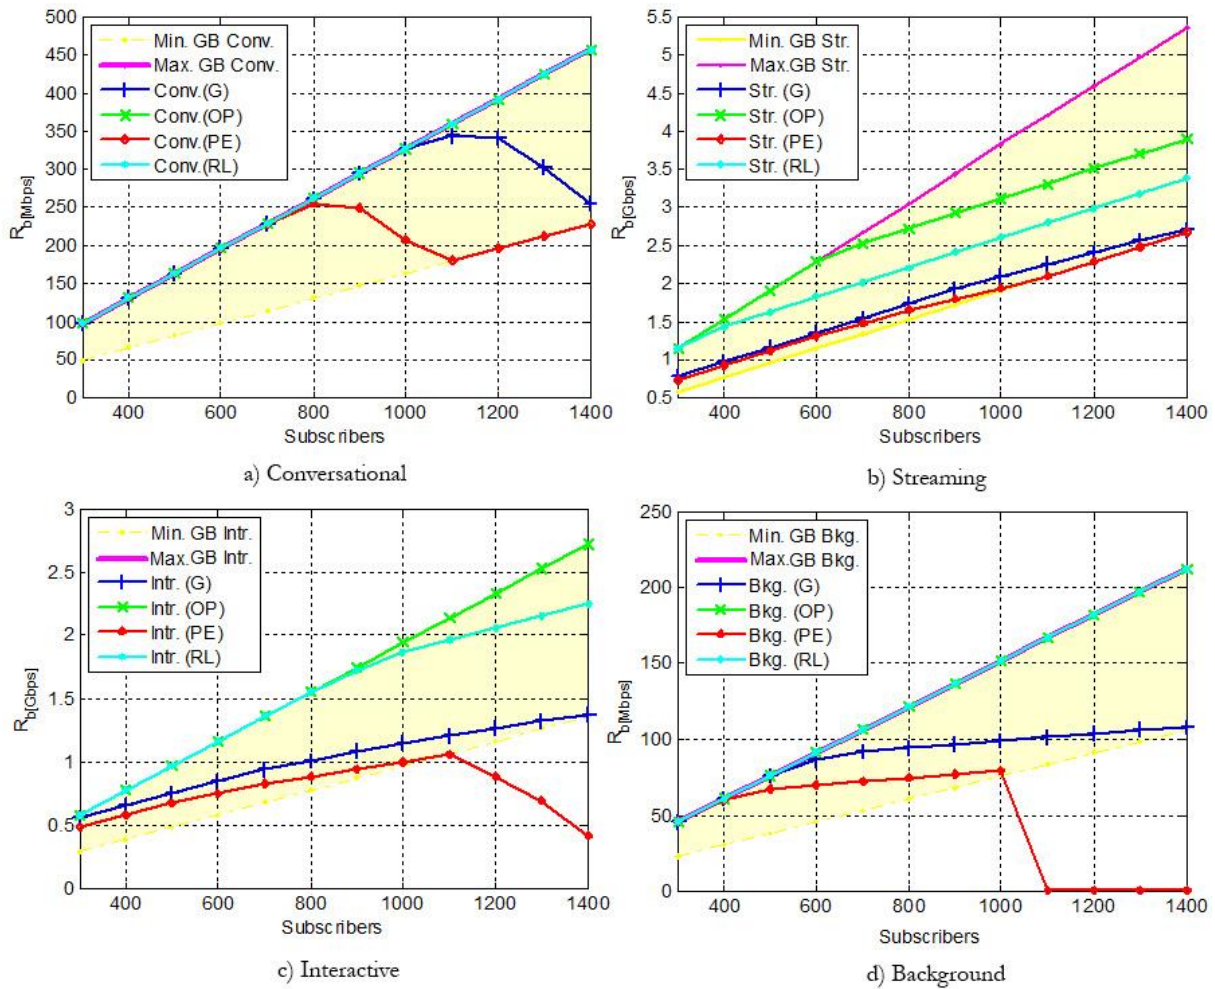 500
450
400
350
300
250
200
150
100
50
0
R_b[Mbps]
Min. GB Conv.
Max. GB Conv.
Conv.(G)
Conv.(OP)
Conv.(PE)
Conv.(RL)
400 600 800 1000 1200 1400
Subscribers
a) Conversational
5.5
5
4.5
4
3.5
3
2.5
2
1.5
1
0.5
R_b[Gbps]
Min. GB Str.
Max.GB Str.
Str. (G)
Str. (OP)
Str. (PE)
Str. (RL)
400 600 800 1000 1200 1400
Subscribers
b) Streaming
3
2.5
2
1.5
1
0.5
0
R_b[Gbps]
Min. GB Intr.
Max.GB Intr.
Intr. (G)
Intr. (OP)
Intr. (PE)
Intr. (RL)
400 600 800 1000 1200 1400
Subscribers
c) Interactive
250
200
150
100
50
0
R_b[Mbps]
Min. GB Bkg.
Max.GB Bkg.
Bkg. (G)
Bkg. (OP)
Bkg. (PE)
Bkg. (RL)
400 600 800 1000 1200 1400
Subscribers
d) Background